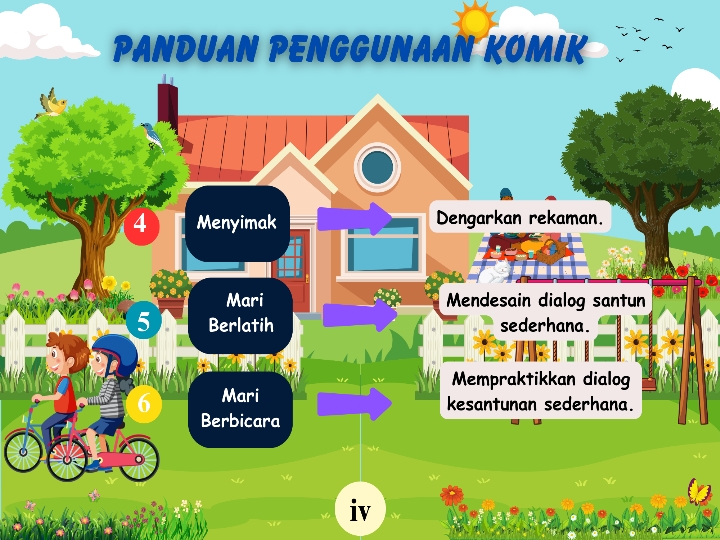 PANDUAN PENGGUNAAN KOMIK
4
Menyimak
Dengarkan rekaman.
5
Mari
Berlatih
Mendesain dialog santun
sederhana.
6
Mari
Berbicara
Mempraktikkan dialog
kesantunan sederhana.
iv